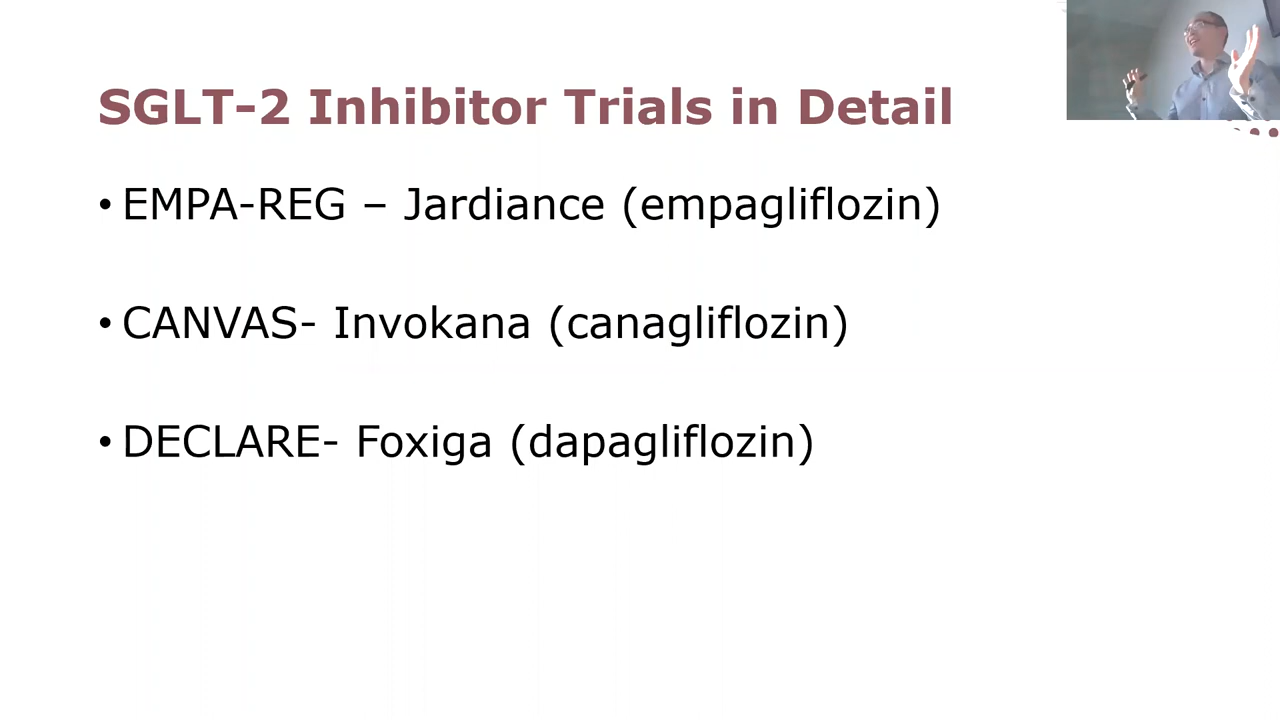 SGLT-2 Inhibitor Trials in Detail
• EMPA-REG – Jardiance (empagliflozin)
• CANVAS- Invokana (canagliflozin)
• DECLARE- Foxiga (dapagliflozin)